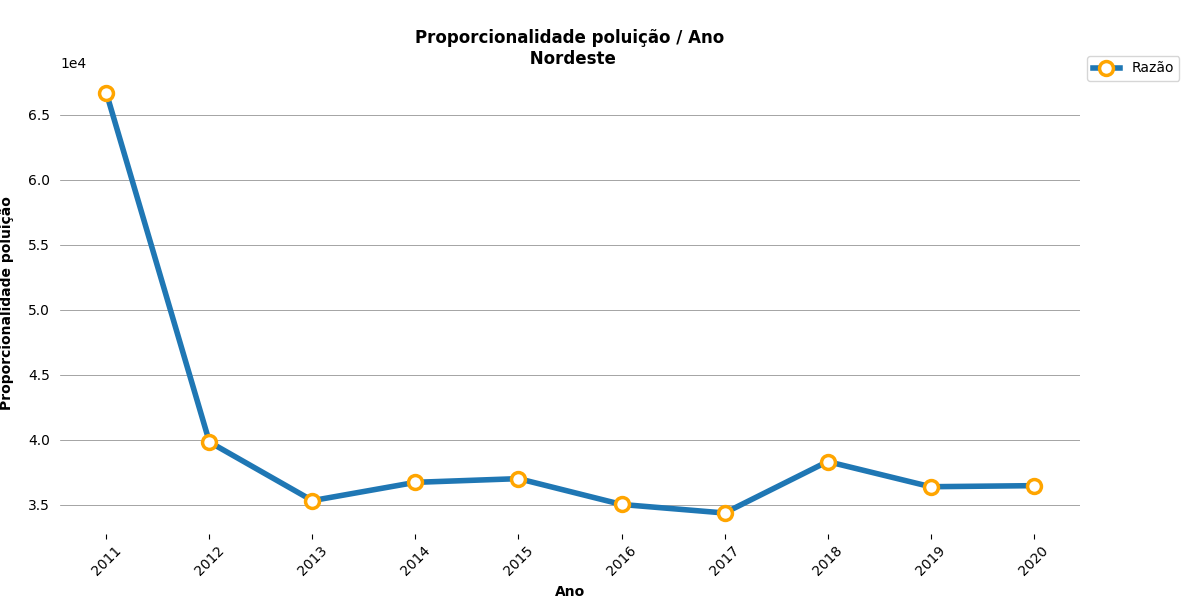 Proporcionalidade poluição / Ano
Nordeste
1e4
Razão
6.5
6.0
5.5
5.0
4.5
4.0
3.5
Proporcionalidade poluição
2011 2012 2013 2014 2015 2016 2017 2018 2019 2020
Ano